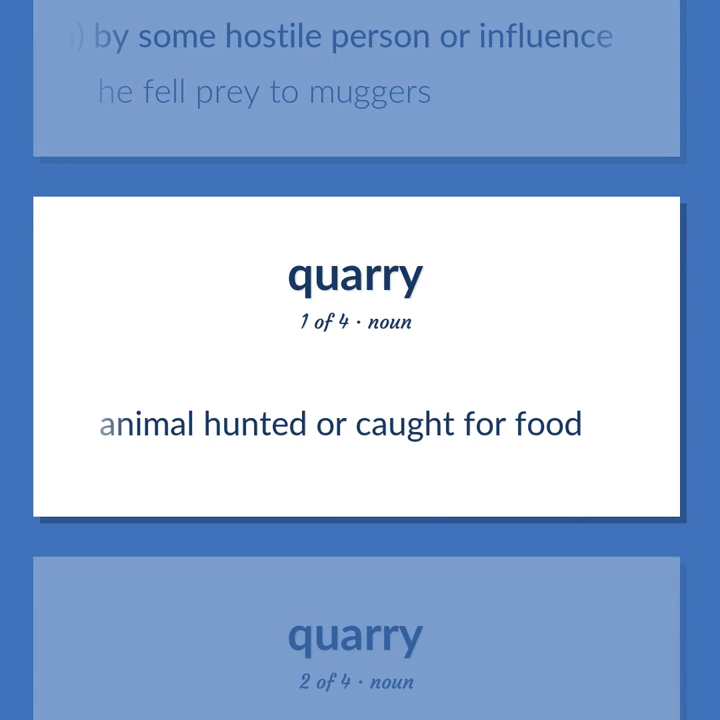 ) by some hostile person or influence
he fell prey to muggers
quarry
1 of 4 · noun
animal hunted or caught for food
quarry
2 of 4 · noun